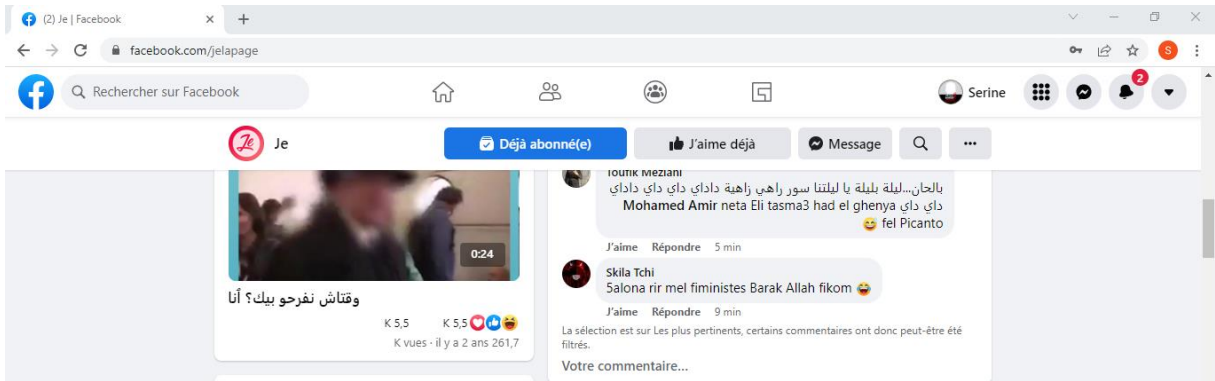 (2) Je | Facebook
facebook.com/jelapage
S
Rechercher sur Facebook
Serine
2
Je
Je
Déjà abonné(e)
J'aime déjà
Message
0:24
وقتاش نفرحو بيك؟ أنا
K 5,5 K 5,5
K vues · il y a 2 ans 261,7
Toufik Meziani
بالحان...ليلة بليلة يا ليلتنا سور راهي زاهية داداي داي داي داداي
داي داي Mohamed Amir neta Eli tasma3 had el ghenya
fel Picanto 😅
J'aime Répondre 5 min
Skila Tchi
5alona rir mel fiministes Barak Allah fikom 😂
J'aime Répondre 9 min
La sélection est sur Les plus pertinents, certains commentaires ont donc peut-être été
filtrés.
Votre commentaire...